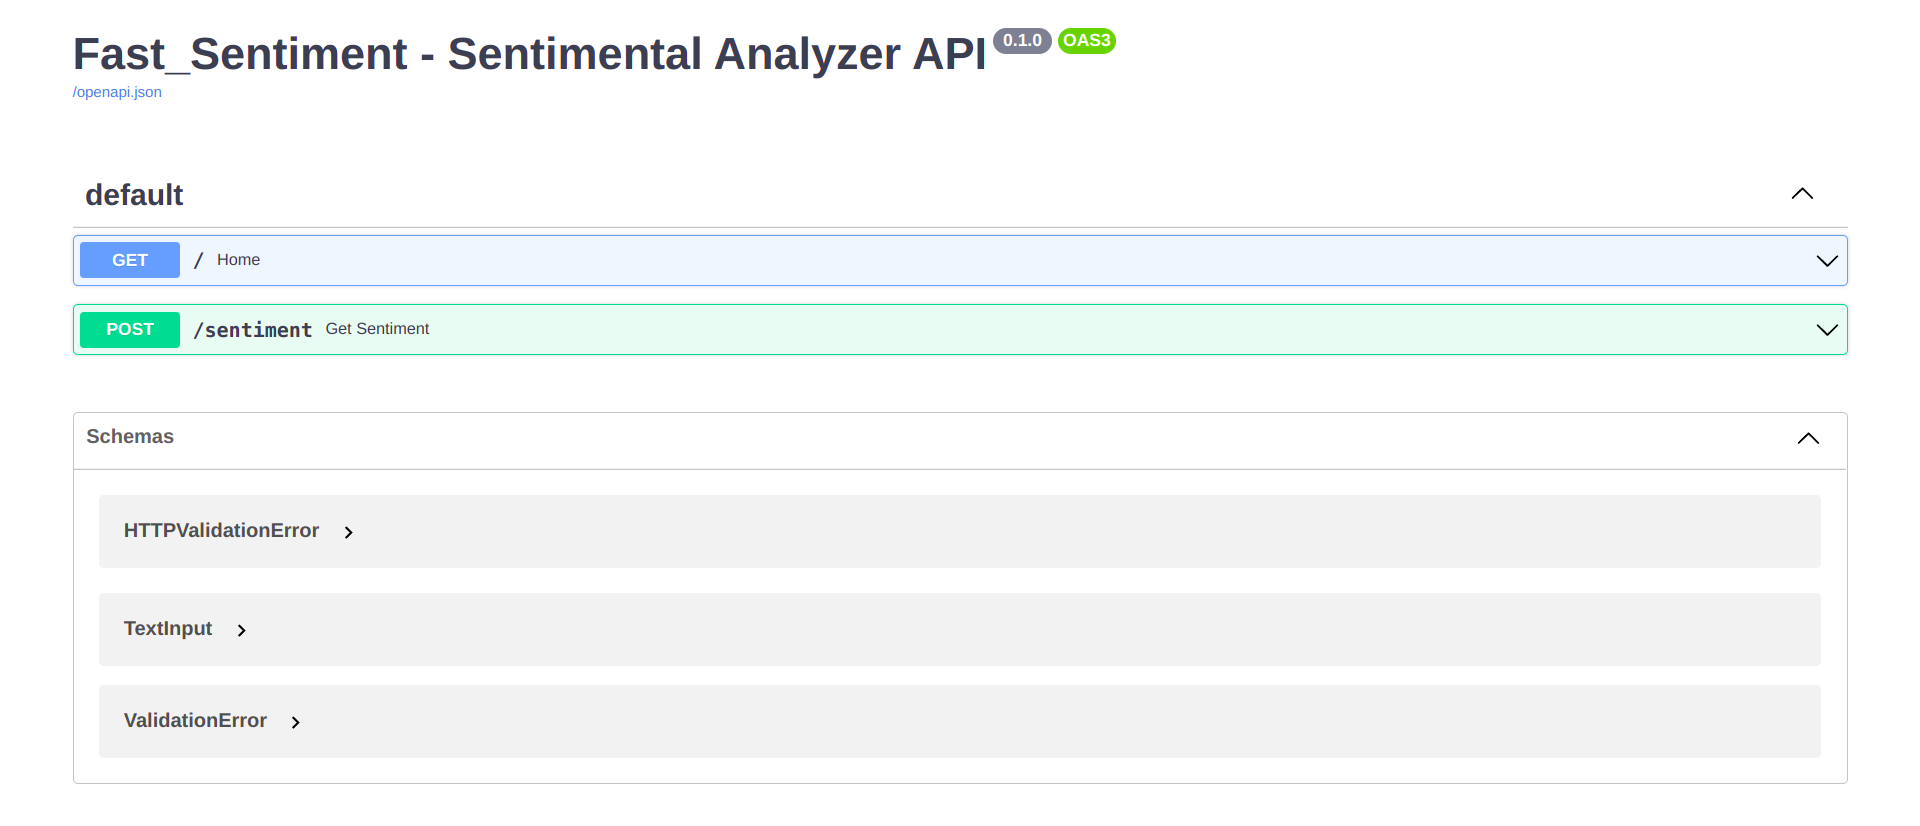 Fast_Sentiment - Sentimental Analyzer API 0.1.0 OAS3
/openapi.json
default
GET / Home
POST /sentiment Get Sentiment
Schemas
HTTPValidationError
TextInput
ValidationError